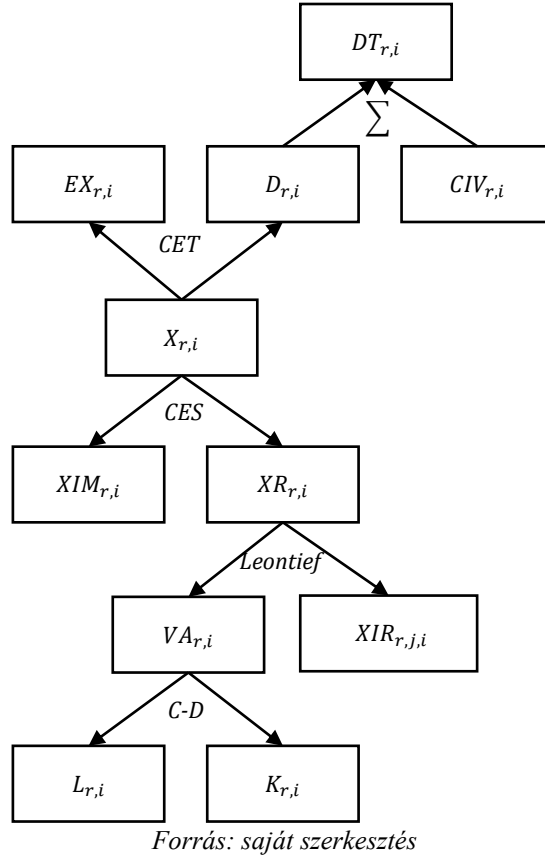 DT_{r,i}
∑
EX_{r,i} D_{r,i} CIV_{r,i}
CET
X_{r,i}
CES
XIM_{r,i} XR_{r,i}
Leontief
VA_{r,i} XIR_{r,j,i}
C-D
L_{r,i} K_{r,i}
Forrás: saját szerkesztés